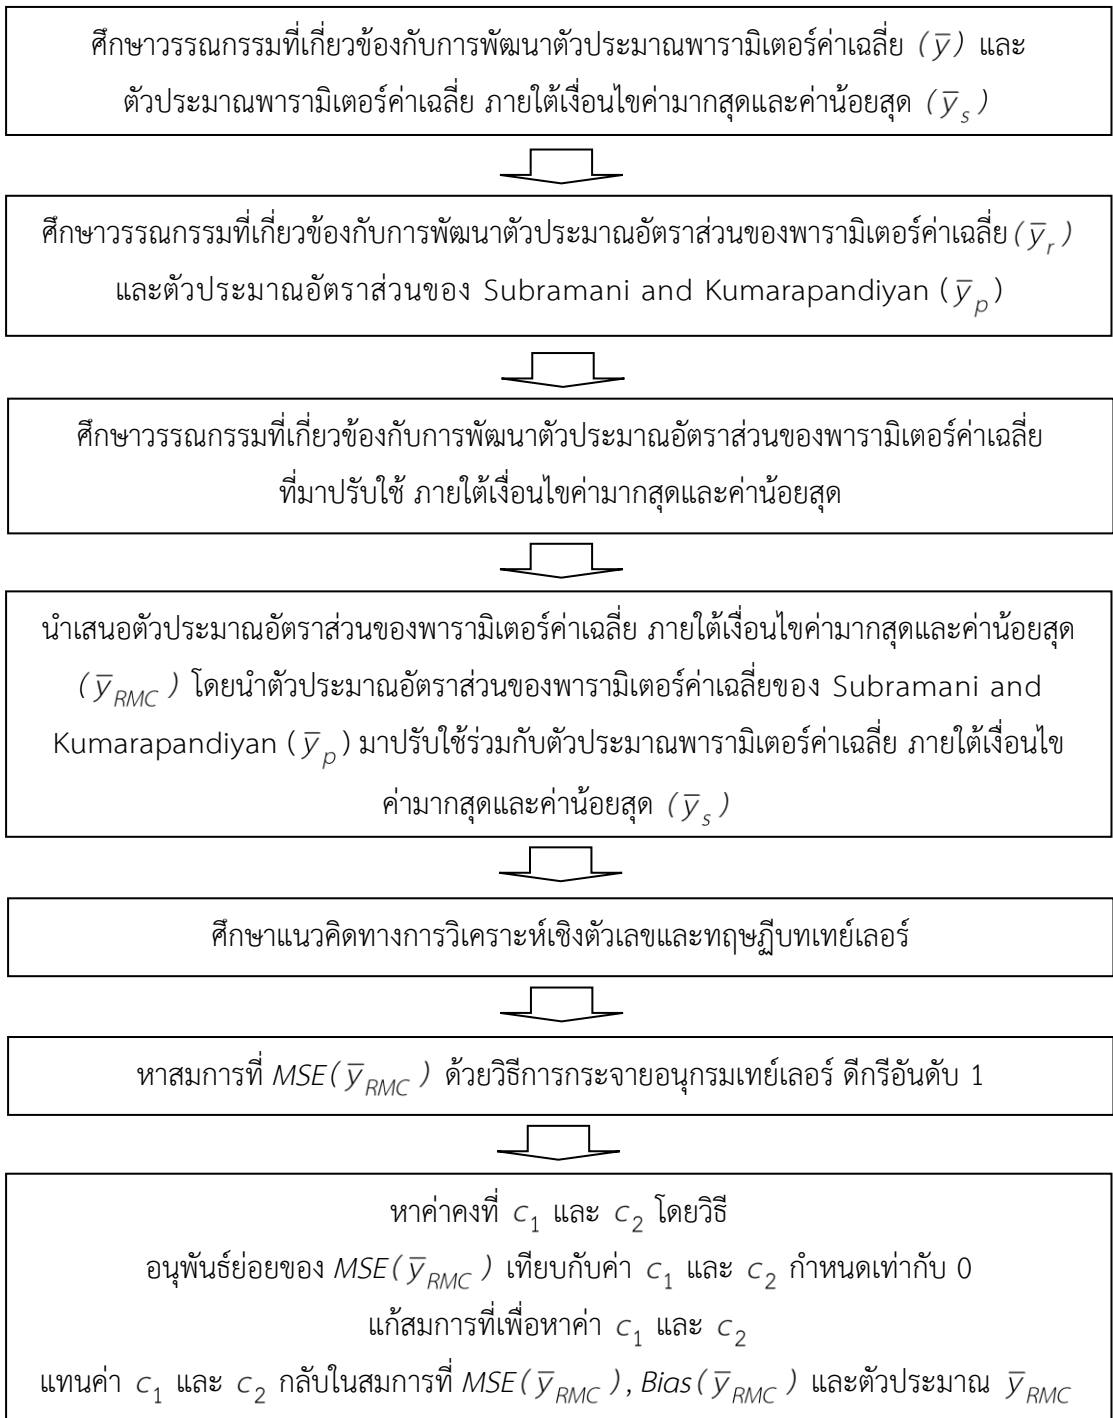 ศึกษาวรรณกรรมที่เกี่ยวข้องกับการพัฒนาตัวประมาณพารามิเตอร์ค่าเฉลี่ย (y̅) และ
ตัวประมาณพารามิเตอร์ค่าเฉลี่ย ภายใต้เงื่อนไขค่ามากสุดและค่าน้อยสุด (y̅_s)
ศึกษาวรรณกรรมที่เกี่ยวข้องกับการพัฒนาตัวประมาณอัตราส่วนของพารามิเตอร์ค่าเฉลี่ย(y̅_r)
และตัวประมาณอัตราส่วนของ Subramani and Kumarapandiyan (y̅_p)
ศึกษาวรรณกรรมที่เกี่ยวข้องกับการพัฒนาตัวประมาณอัตราส่วนของพารามิเตอร์ค่าเฉลี่ย
ที่มาปรับใช้ ภายใต้เงื่อนไขค่ามากสุดและค่าน้อยสุด
นำเสนอตัวประมาณอัตราส่วนของพารามิเตอร์ค่าเฉลี่ย ภายใต้เงื่อนไขค่ามากสุดและค่าน้อยสุด
(y̅_RMC) โดยนำตัวประมาณอัตราส่วนของพารามิเตอร์ค่าเฉลี่ยของ Subramani and
Kumarapandiyan (y̅_p) มาปรับใช้ร่วมกับตัวประมาณพารามิเตอร์ค่าเฉลี่ย ภายใต้เงื่อนไข
ค่ามากสุดและค่าน้อยสุด (y̅_s)
ศึกษาแนวคิดทางการวิเคราะห์เชิงตัวเลขและทฤษฎีบทเทย์เลอร์
หาสมการที่ MSE(y̅_RMC) ด้วยวิธีการกระจายอนุกรมเทย์เลอร์ ดีกรีอันดับ 1
หาค่าคงที่ c₁ และ c₂ โดยวิธี
อนุพันธ์ย่อยของ MSE(y̅_RMC) เทียบกับค่า c₁ และ c₂ กำหนดเท่ากับ 0
แก้สมการที่เพื่อหาค่า c₁ และ c₂
แทนค่า c₁ และ c₂ กลับในสมการที่ MSE(y̅_RMC), Bias(y̅_RMC) และตัวประมาณ y̅_RMC